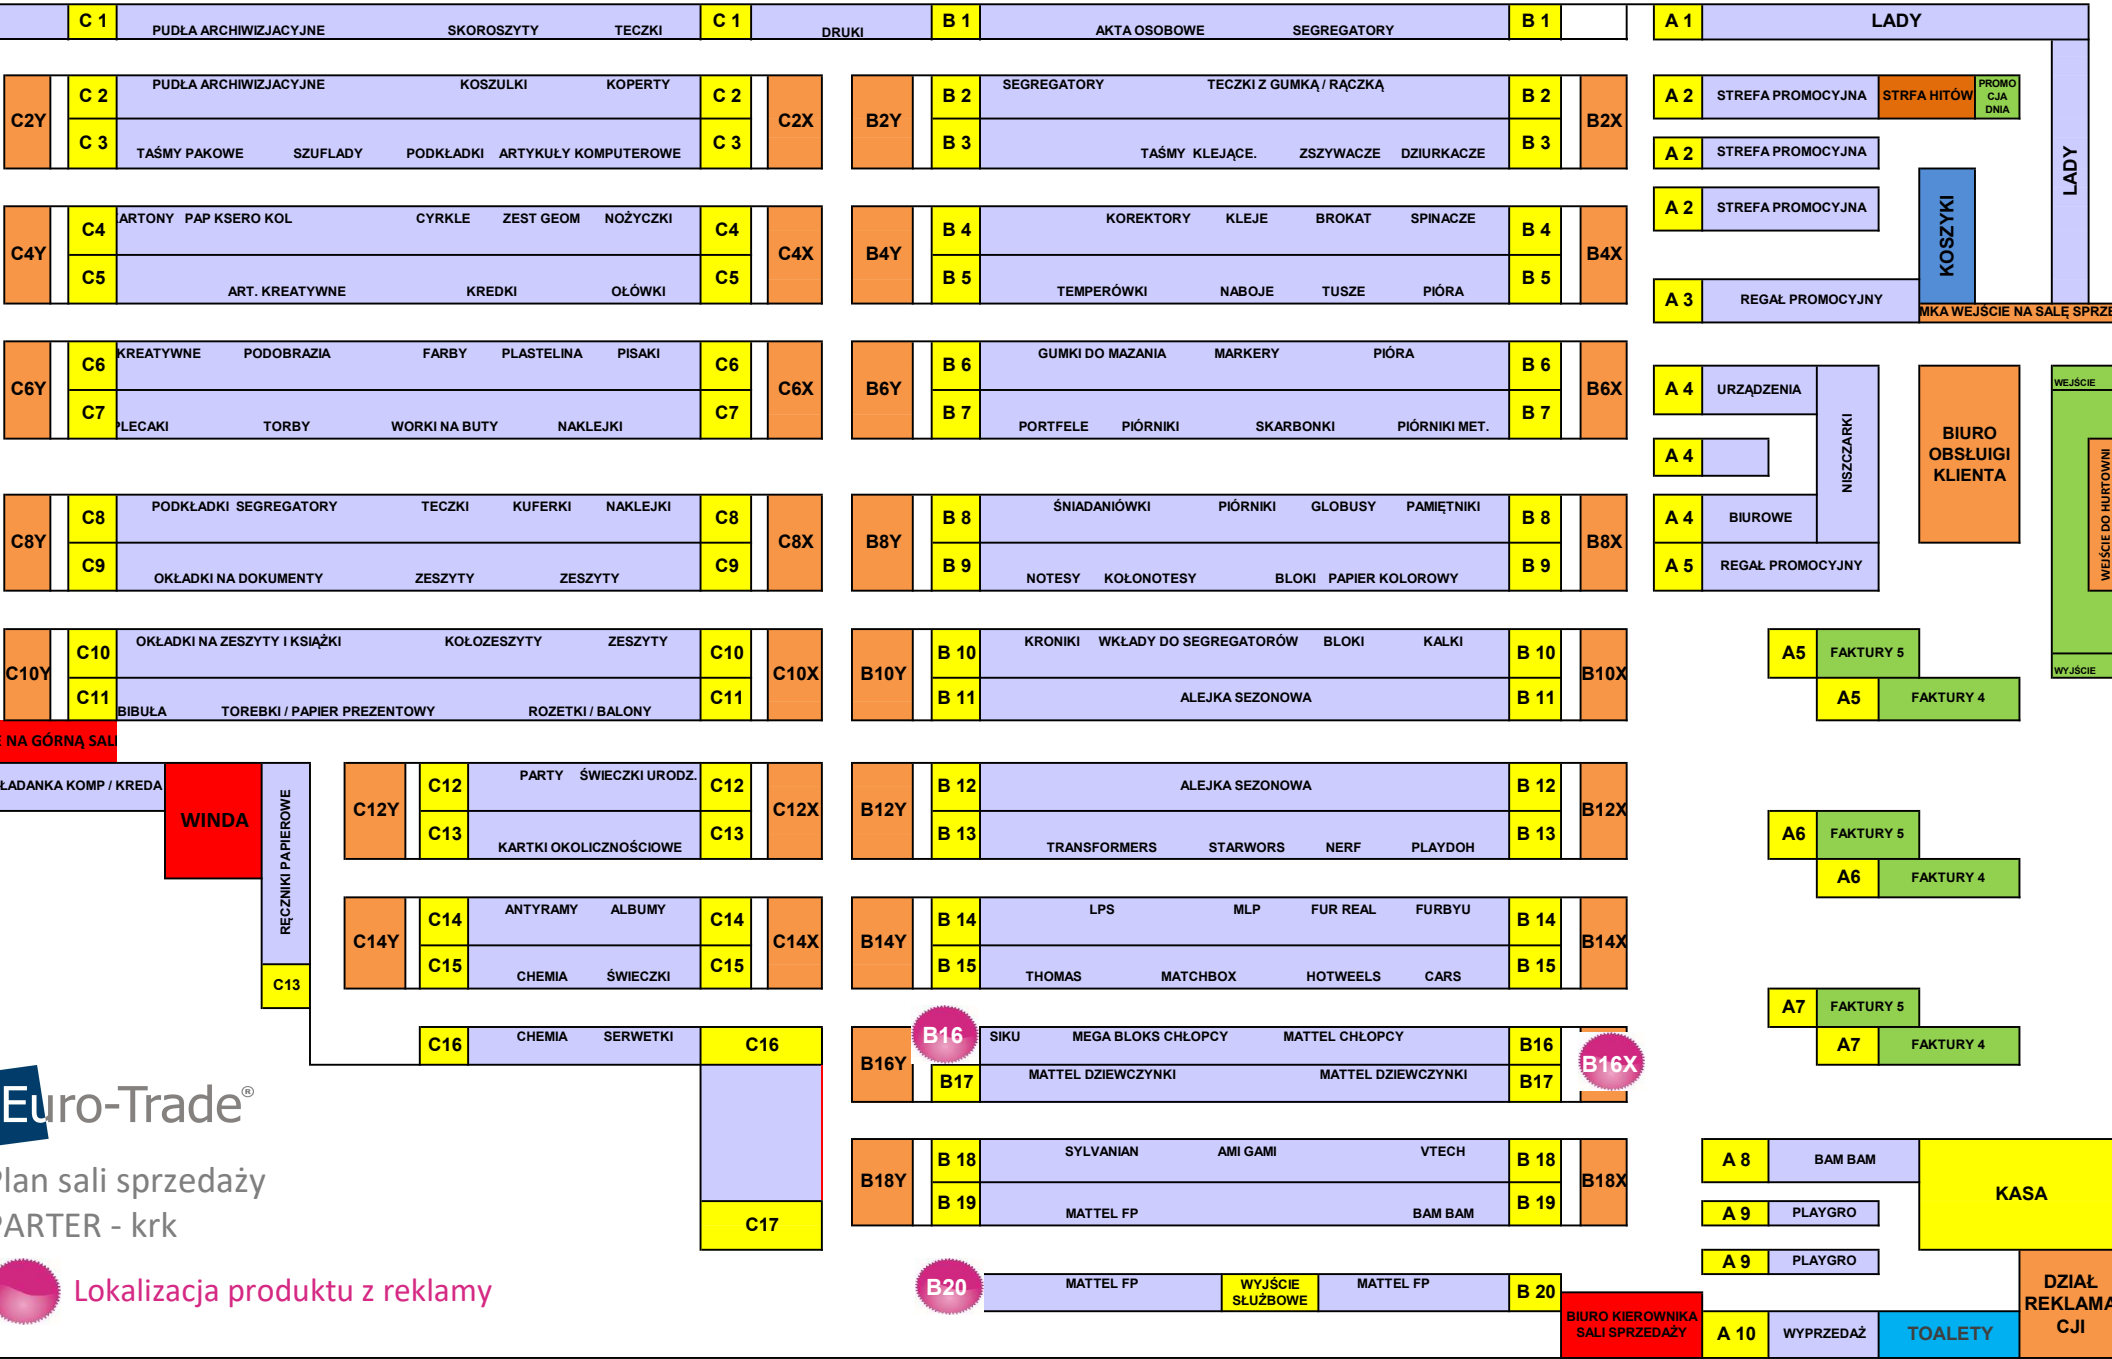 C 1 PUDŁA ARCHIWIZJACYJNE SKOROSZYTY TECZKI C 1 DRUKI B 1 AKTA OSOBOWE SEGREGATORY B 1 A 1 LADY
C2Y C 2 PUDŁA ARCHIWIZJACYJNE KOSZULKI KOPERTY C 2 C2X B2Y B 2 SEGREGATORY TECZKI Z GUMKĄ / RĄCZKĄ B 2 B2X A 2 STREFA PROMOCYJNA STRFA HITÓW PROMO
CJA
DNIA
C 3 TAŚMY PAKOWE SZUFLADY PODKŁADKI ARTYKUŁY KOMPUTEROWE C 3 B 3 TAŚMY KLEJĄCE. ZSZYWACZE DZIURKACZE B 3 A 2 STREFA PROMOCYJNA
LADY
C4Y C4 ARTONY PAP KSERO KOL CYRKLE ZEST GEOM NOŻYCZKI C4 C4X B4Y B 4 KOREKTORY KLEJE BROKAT SPINACZE B 4 B4X A 2 STREFA PROMOCYJNA
KOSZYKI
C5 ART. KREATYWNE KREDKI OŁÓWKI C5 B 5 TEMPERÓWKI NABOJE TUSZE PIÓRA B 5 A 3 REGAŁ PROMOCYJNY
MKA WEJŚCIE NA SALĘ SPRZE
C6Y C6 KREATYWNE PODOBRAZIA FARBY PLASTELINA PISAKI C6 C6X B6Y B 6 GUMKI DO MAZANIA MARKERY PIÓRA B 6 B6X A 4 URZĄDZENIA
WEJŚCIE
C7 LECAKI TORBY WORKI NA BUTY NAKLEJKI C7 B 7 PORTFELE PIÓRNIKI SKARBONKI PIÓRNIKI MET. B 7 A 4
NISZCZARKI
BIURO
OBSŁUIGI
KLIENTA
WEJŚCIE DO HURTOWNI
C8Y C8 PODKŁADKI SEGREGATORY TECZKI KUFERKI NAKLEJKI C8 C8X B8Y B 8 ŚNIADANIÓWKI PIÓRNIKI GLOBUSY PAMIĘTNIKI B 8 B8X A 4 BIUROWE
C9 OKŁADKI NA DOKUMENTY ZESZYTY ZESZYTY C9 B 9 NOTESY KOŁONOTESY BLOKI PAPIER KOLOROWY B 9 A 5 REGAŁ PROMOCYJNY
C10Y C10 OKŁADKI NA ZESZYTY I KSIĄŻKI KOŁOZESZYTY ZESZYTY C10 C10X B10Y B 10 KRONIKI WKŁADY DO SEGREGATORÓW BLOKI KALKI B 10 B10X A5 FAKTURY 5
WYJŚCIE
C11 BIBUŁA TOREBKI / PAPIER PREZENTOWY ROZETKI / BALONY C11 B 11 ALEJKA SEZONOWA B 11 A5 FAKTURY 4
E NA GÓRNĄ SAL
ŁADANKA KOMP / KREDA WINDA RĘCZNIKI PAPIEROWE C12Y C12 PARTY ŚWIECZKI URODZ. C12 C12X B12Y B 12 ALEJKA SEZONOWA B 12 B12X
C13 KARTKI OKOLICZNOŚCIOWE C13 B 13 TRANSFORMERS STARWORS NERF PLAYDOH B 13 A6 FAKTURY 5
A6 FAKTURY 4
C14Y C14 ANTYRAMY ALBUMY C14 C14X B14Y B 14 LPS MLP FUR REAL FURBYU B 14 B14X
C13 C15 CHEMIA ŚWIECZKI C15 B 15 THOMAS MATCHBOX HOTWEELS CARS B 15
A7 FAKTURY 5
C16 CHEMIA SERWETKI C16 B16Y B16 SIKU MEGA BLOKS CHŁOPCY MATTEL CHŁOPCY B16 B16X A7 FAKTURY 4
B17 MATTEL DZIEWCZYNKI MATTEL DZIEWCZYNKI B17
Euro-Trade®
B18Y B 18 SYLVANIAN AMI GAMI VTECH B 18 B18X A 8 BAM BAM KASA
lan sali sprzedaży
C17 B 19 MATTEL FP BAM BAM B 19 A 9 PLAYGRO
PARTER - krk
A 9 PLAYGRO
Lokalizacja produktu z reklamy
B20 MATTEL FP WYJŚCIE
SŁUŻBOWE MATTEL FP B 20
BIURO KIEROWNIKA
SALI SPRZEDAŻY
A 10 WYPRZEDAŻ TOALETY
DZIAŁ
REKLAMA
CJI